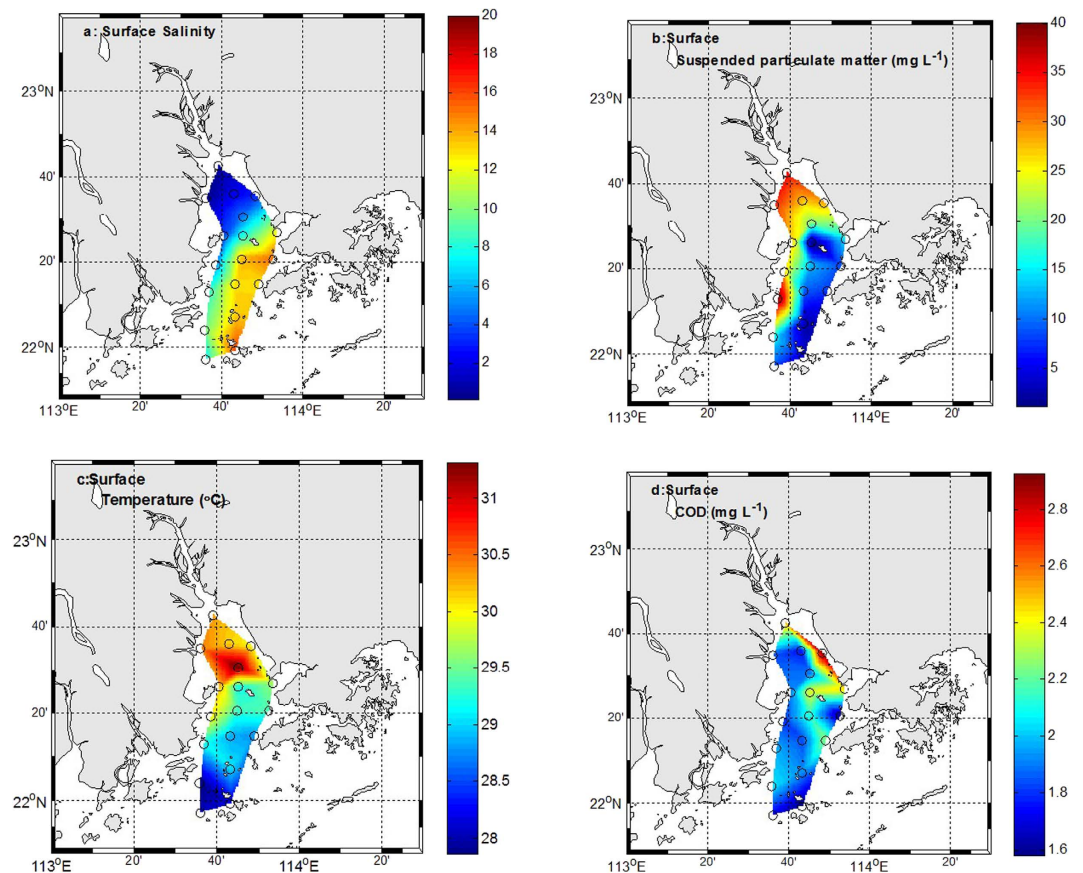 a: Surface Salinity
23°N
40'
20'
22°N
113°E
20'
40'
114°E
20'
20
18
16
14
12
10
8
6
4
2
b:Surface
Suspended particulate matter (mg L-1)
23°N
40'
20'
22°N
113°E
20'
40'
114°E
20'
40
35
30
25
20
15
10
5
c:Surface
Temperature (°C)
23°N
40'
20'
22°N
113°E
20'
40'
114°E
20'
31
30.5
30
29.5
29
28.5
28
d:Surface
COD (mg L-1)
23°N
40'
20'
22°N
113°E
20'
40'
114°E
20'
2.8
2.6
2.4
2.2
2
1.8
1.6